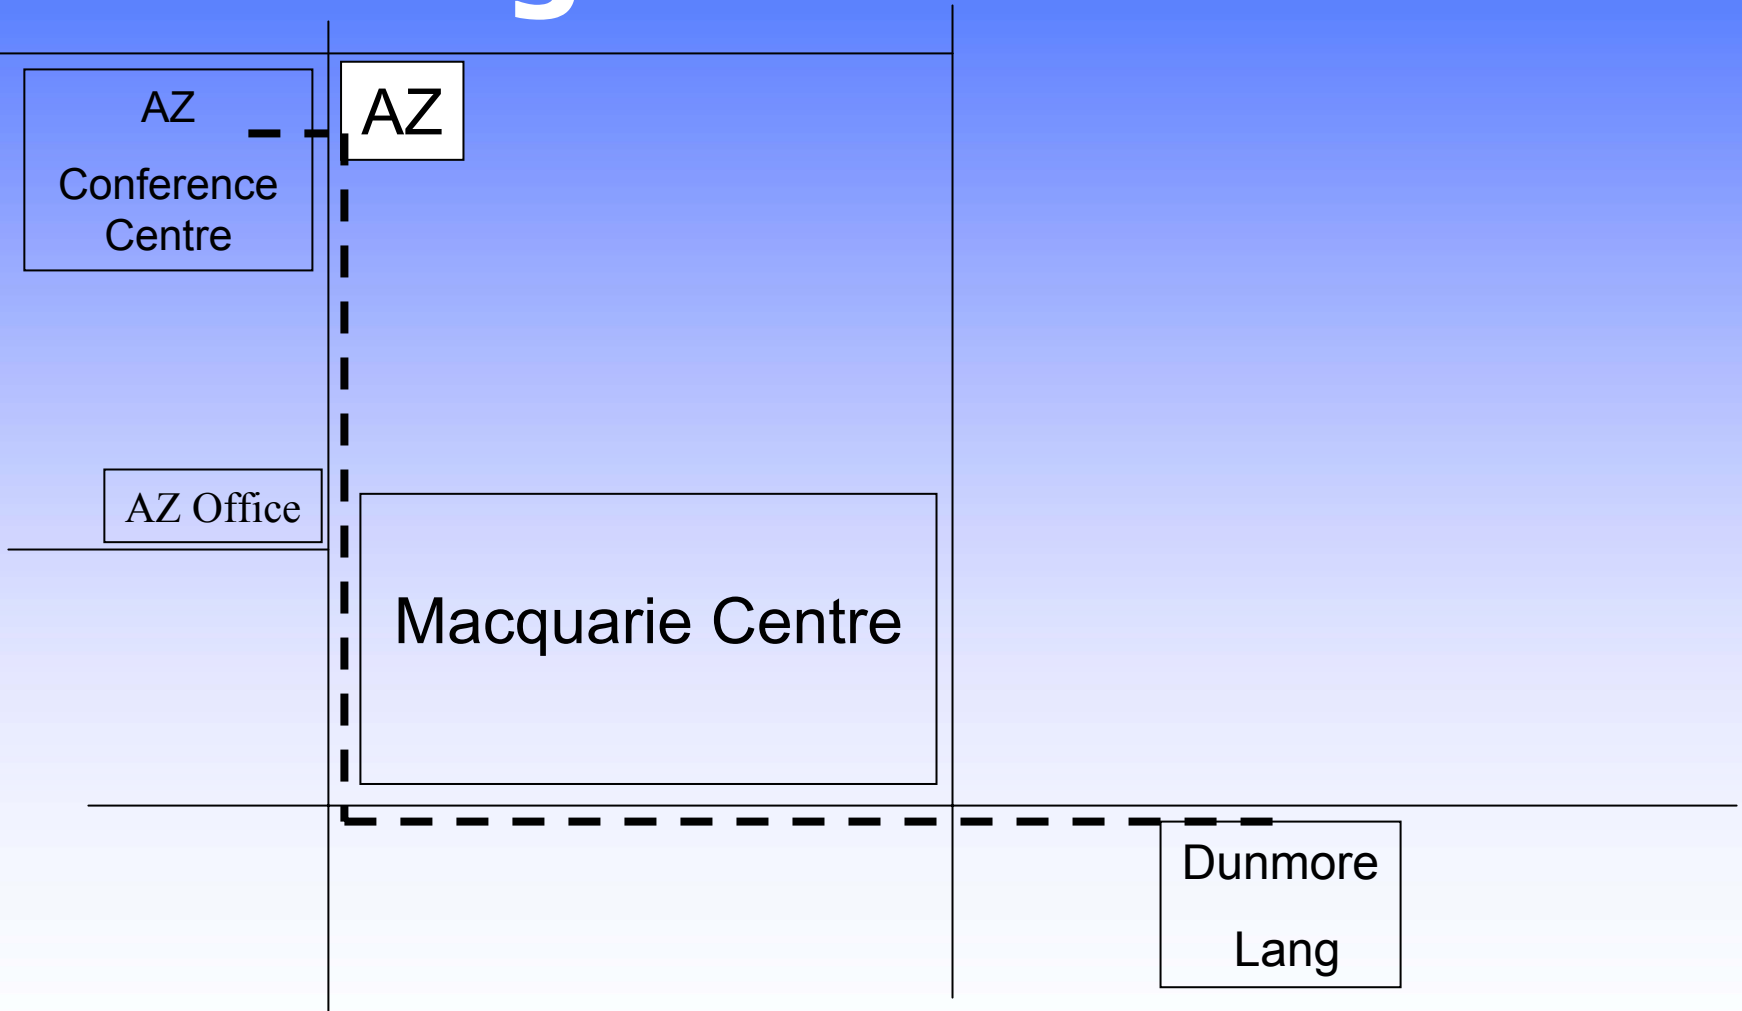 AZ
AZ
Conference
Centre
AZ Office
Macquarie Centre
Dunmore
Lang